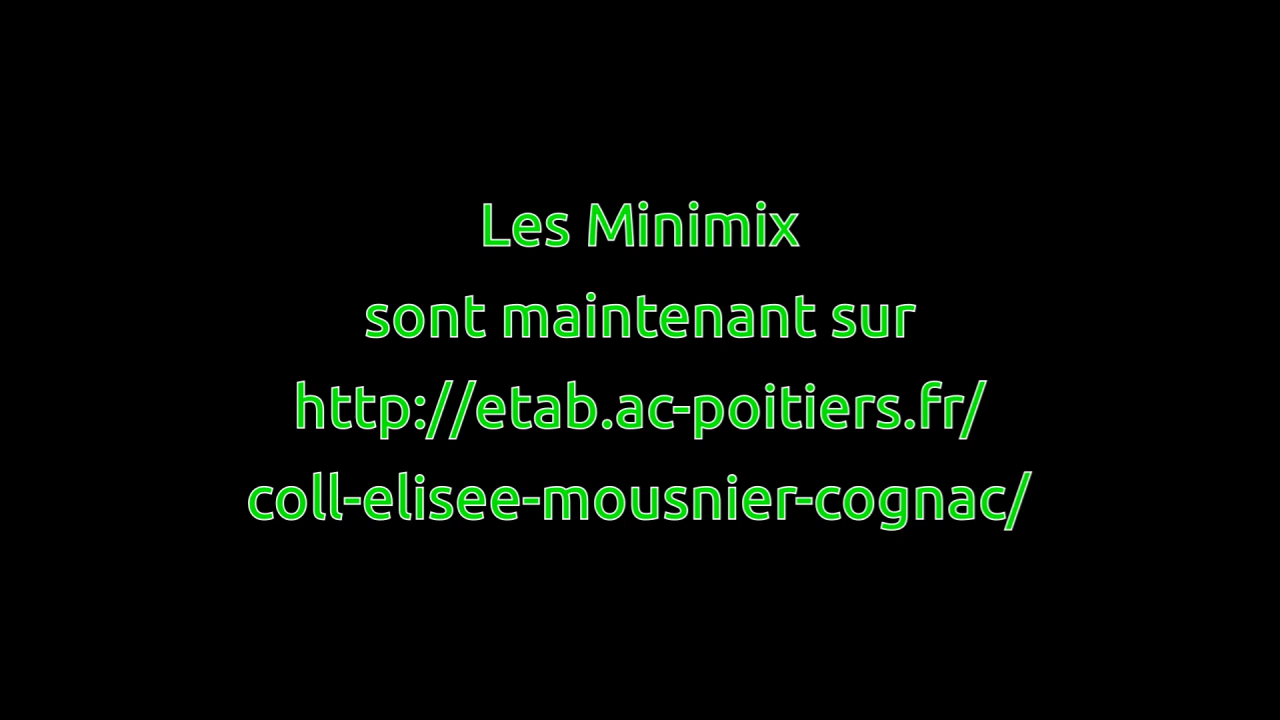 Les Minimix
sont maintenant sur
http://etab.ac-poitiers.fr/
coll-elisee-mousnier-cognac/